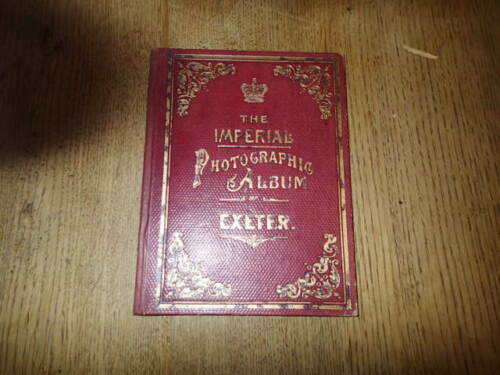 THE
IMPERIAL
PHOTOGRAPHIC
ALBUM
OF
EXETER.